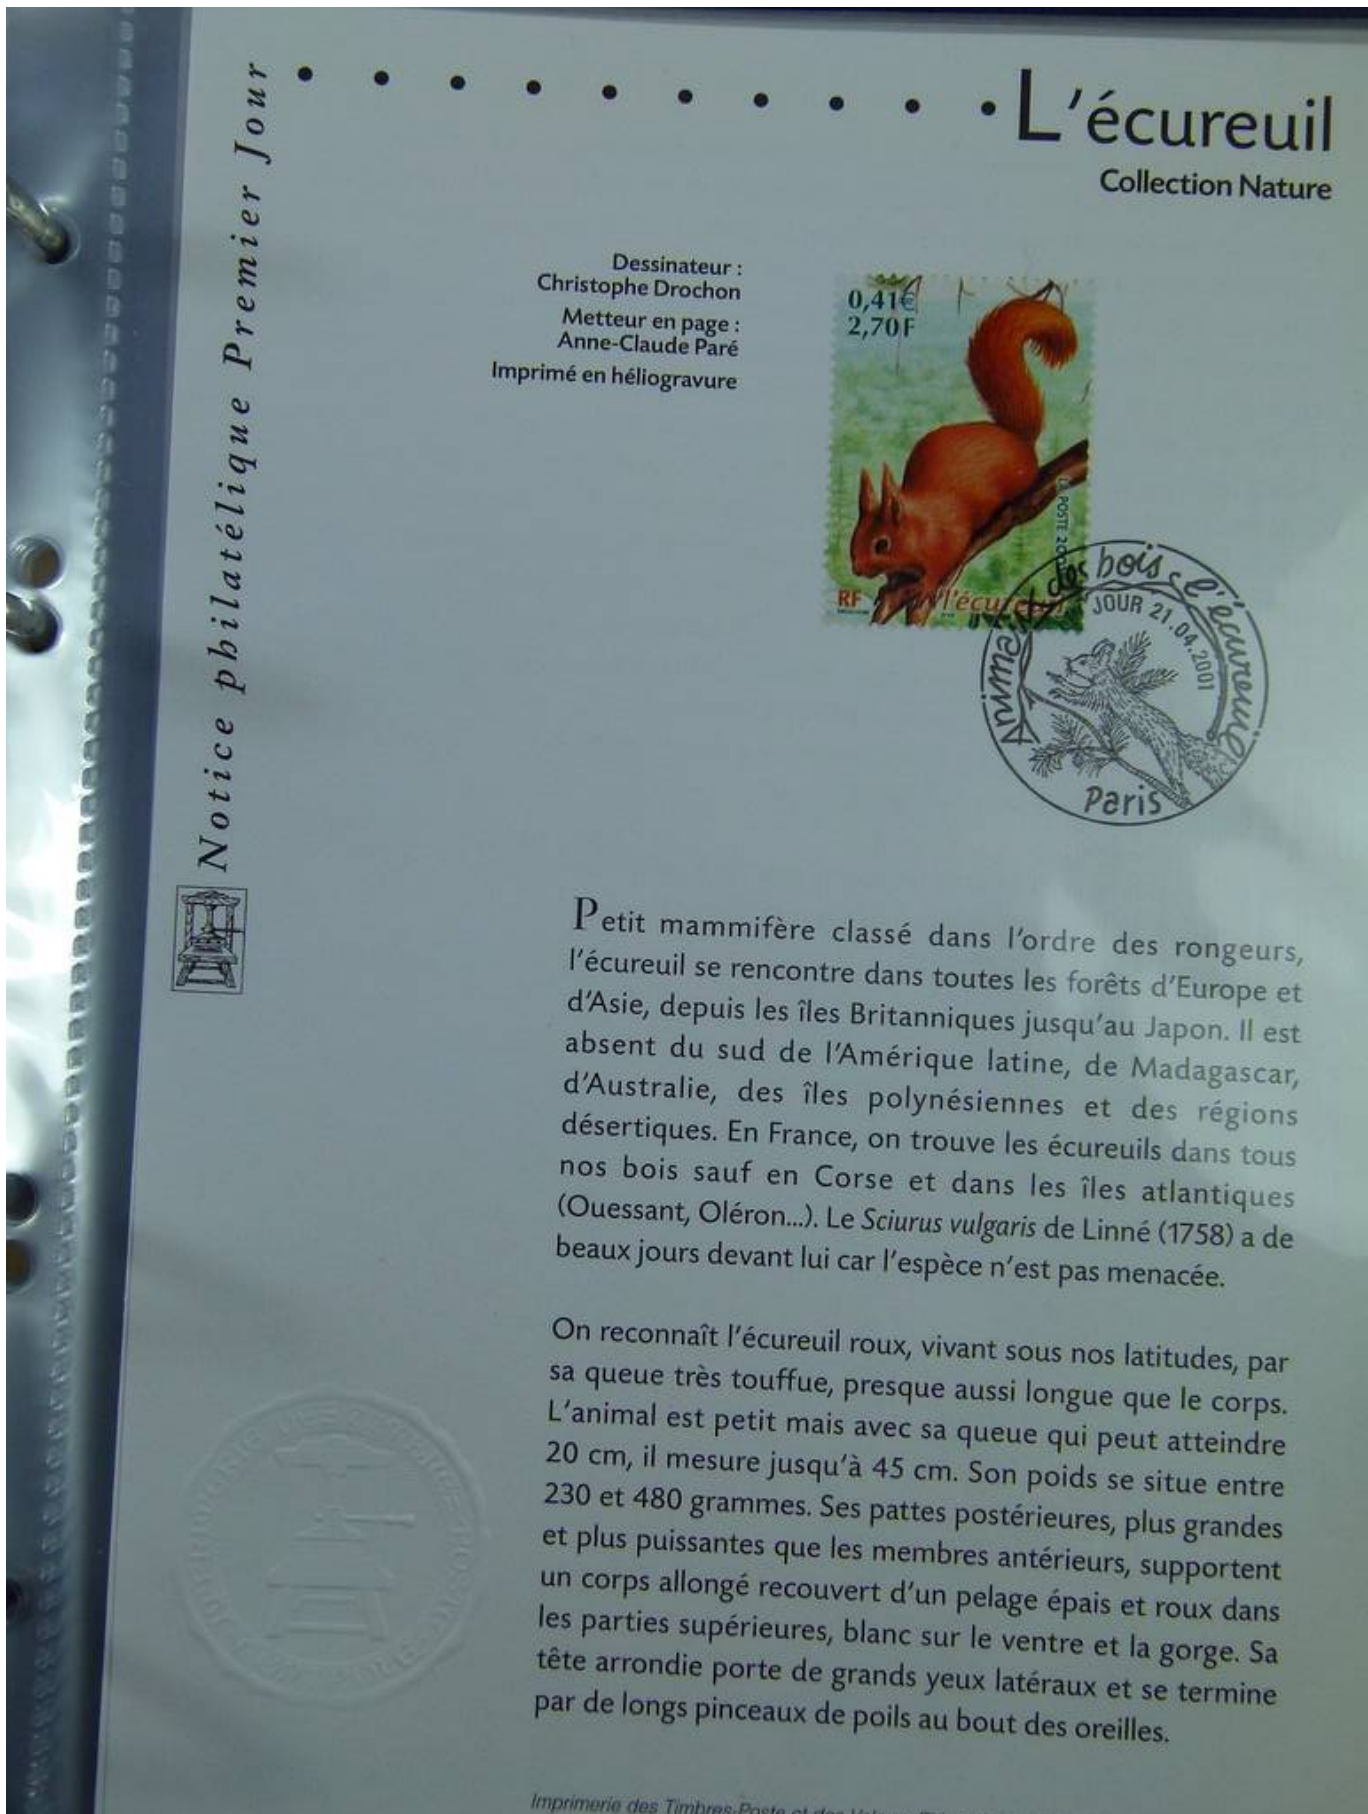 L'écureuil
Collection Nature
Notice philatélique Premier Jour
Dessinateur :
Christophe Drochon
Metteur en page :
Anne-Claude Paré
Imprimé en héliogravure
0,41€
2,70F
LA POSTE 20
RF
l'écureuil
des bois l'écureuil
JOUR 21.04.2001
Paris
Petit mammifère classé dans l'ordre des rongeurs,
l'écureuil se rencontre dans toutes les forêts d'Europe et
d'Asie, depuis les îles Britanniques jusqu'au Japon. Il est
absent du sud de l'Amérique latine, de Madagascar,
d'Australie, des îles polynésiennes et des régions
désertiques. En France, on trouve les écureuils dans tous
nos bois sauf en Corse et dans les îles atlantiques
(Ouessant, Oléron...). Le Sciurus vulgaris de Linné (1758) a de
beaux jours devant lui car l'espèce n'est pas menacée.
On reconnaît l'écureuil roux, vivant sous nos latitudes, par
sa queue très touffue, presque aussi longue que le corps.
L'animal est petit mais avec sa queue qui peut atteindre
20 cm, il mesure jusqu'à 45 cm. Son poids se situe entre
230 et 480 grammes. Ses pattes postérieures, plus grandes
et plus puissantes que les membres antérieurs, supportent
un corps allongé recouvert d'un pelage épais et roux dans
les parties supérieures, blanc sur le ventre et la gorge. Sa
tête arrondie porte de grands yeux latéraux et se termine
par de longs pinceaux de poils au bout des oreilles.
Imprimerie des Timbres-Poste et des